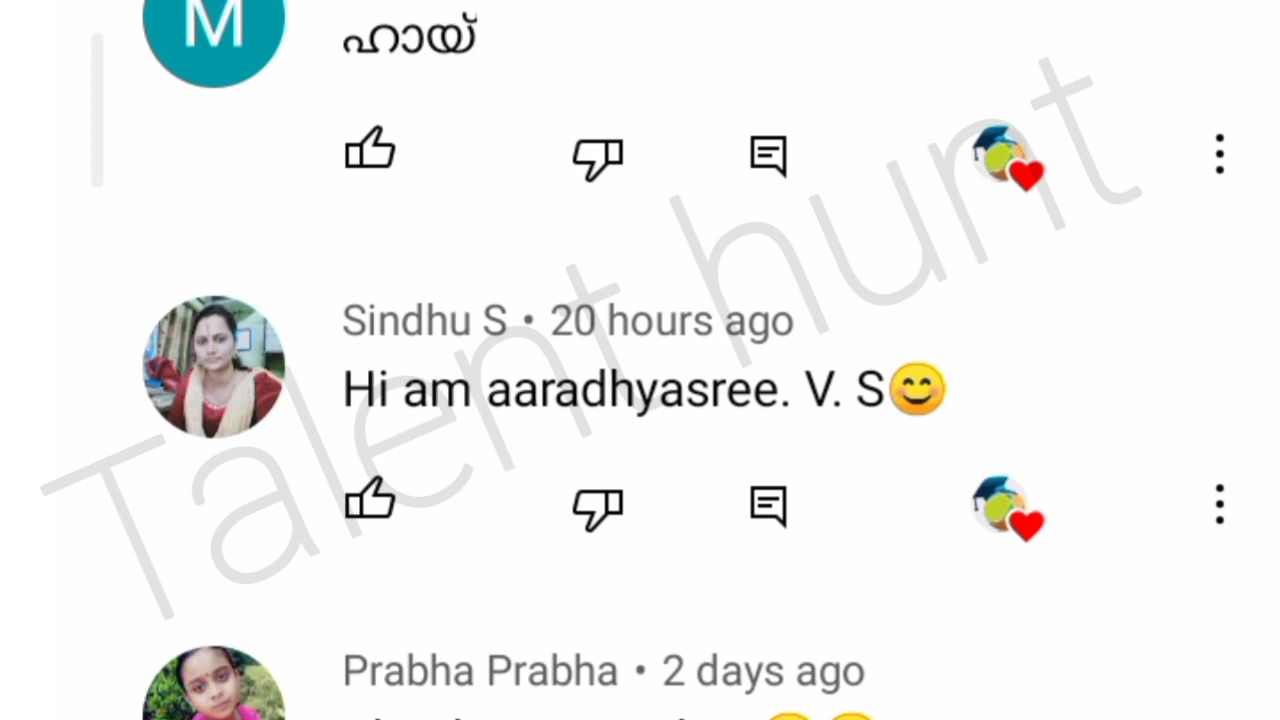 M
ഹായ്
Sindhu S • 20 hours ago
Hi am aaradhyasree. V. S😊
Talent hunt
Prabha Prabha • 2 days ago